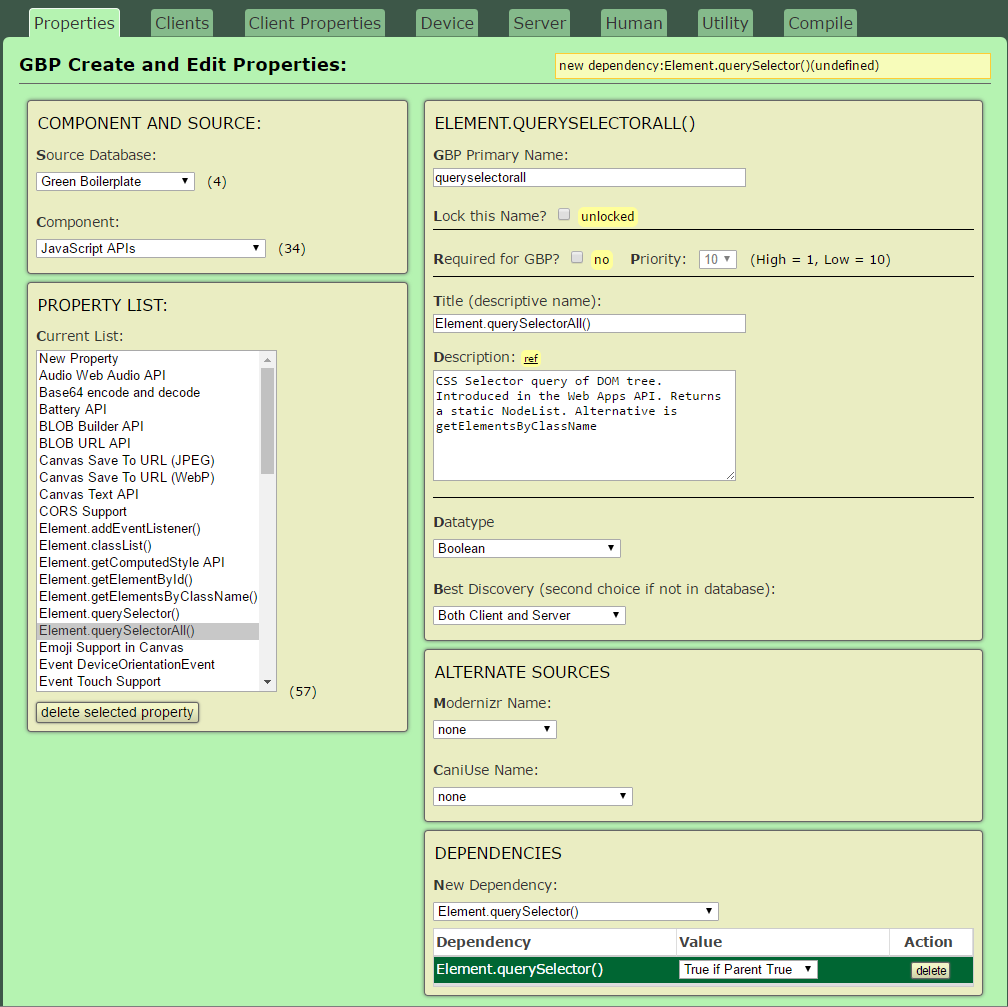 Properties Clients Client Properties Device Server Human Utility Compile
GBP Create and Edit Properties:
new dependency:Element.querySelector()(undefined)
COMPONENT AND SOURCE:
Source Database:
Green Boilerplate (4)
Component:
JavaScript APIs (34)
PROPERTY LIST:
Current List:
New Property
Audio Web Audio API
Base64 encode and decode
Battery API
BLOB Builder API
BLOB URL API
Canvas Save To URL (JPEG)
Canvas Save To URL (WebP)
Canvas Text API
CORS Support
Element.addEventListener()
Element.classList()
Element.getComputedStyle API
Element.getElementById()
Element.getElementsByClassName()
Element.querySelector()
Element.querySelectorAll()
Emoji Support in Canvas
Event DeviceOrientationEvent
Event Touch Support
(57)
delete selected property
ELEMENT.QUERYSELECTORALL()
GBP Primary Name:
queryselectorall
Lock this Name? unlocked
Required for GBP? no Priority: 10 (High = 1, Low = 10)
Title (descriptive name):
Element.querySelectorAll()
Description: ref
CSS Selector query of DOM tree.
Introduced in the Web Apps API. Returns
a static NodeList. Alternative is
getElementsByClassName
Datatype
Boolean
Best Discovery (second choice if not in database):
Both Client and Server
ALTERNATE SOURCES
Modernizr Name:
none
CaniUse Name:
none
DEPENDENCIES
New Dependency:
Element.querySelector()
Dependency Value Action
Element.querySelector() True if Parent True delete